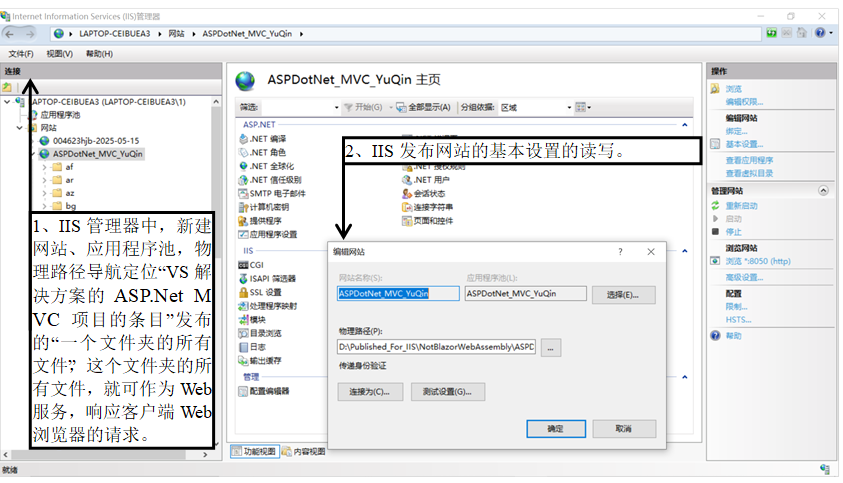 Internet Information Services (IIS)管理器
LAPTOP-CEIBUEA3 ▸ 网站 ▸ ASPDotNet_MVC_YuQin ▸
文件(F) 视图(V) 帮助(H)
连接
LAPTOP-CEIBUEA3 (LAPTOP-CEIBUEA3\1)
应用程序池
网站
004623hjb-2025-05-15
ASPDotNet_MVC_YuQin
af
ar
az
bg
1、IIS 管理器中，新建
网站、应用程序池，物
理路径导航定位“VS 解
决方案的 ASP.Net M
VC 项目的条目”发布
的“一个文件夹的所有
文件”，这个文件夹的所
有文件，就可作为 Web
服务，响应客户端 Web
浏览器的请求。
ASPDotNet_MVC_YuQin 主页
筛选: 开始(G) 全部显示(A) 分组依据: 区域
ASP.NET
.NET 编译
.NET 角色
.NET 全球化
.NET 信任级别
SMTP 电子邮件
计算机密钥
提供程序
应用程序设置
.NET 授权规则
.NET 用户
会话状态
连接字符串
页面和控件
2、IIS 发布网站的基本设置的读写。
IIS
CGI
ISAPI 筛选器
SSL 设置
处理程序映射
模块
目录浏览
日志
输出缓存
管理
配置编辑器
编辑网站 ?
网站名称(S): 应用程序池(L):
ASPDotNet_MVC_YuQin ASPDotNet_MVC_YuQin 选择(E)...
物理路径(P):
D:\Published_For_IIS\NotBlazorWebAssembly\ASPD ...
传递身份验证
连接为(C)... 测试设置(G)...
确定 取消
功能视图 内容视图
操作
浏览
编辑权限...
编辑网站
绑定...
基本设置...
查看应用程序
查看虚拟目录
管理网站
重新启动
启动
停止
浏览网站
浏览 *:8050 (http)
高级设置...
配置
限制...
HSTS...
帮助
就绪